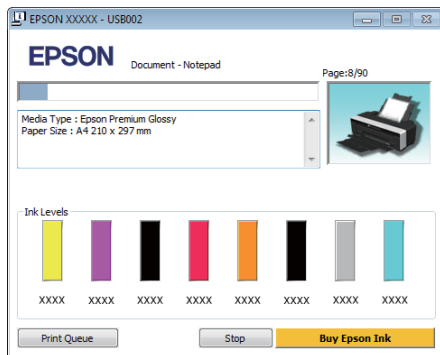 EPSON XXXXX - USB002
EPSON
Document - Notepad
Page:8/90
Media Type : Epson Premium Glossy
Paper Size : A4 210 x 297 mm
Ink Levels
XXXX XXXX XXXX XXXX XXXX XXXX XXXX XXXX
Print Queue Stop Buy Epson Ink